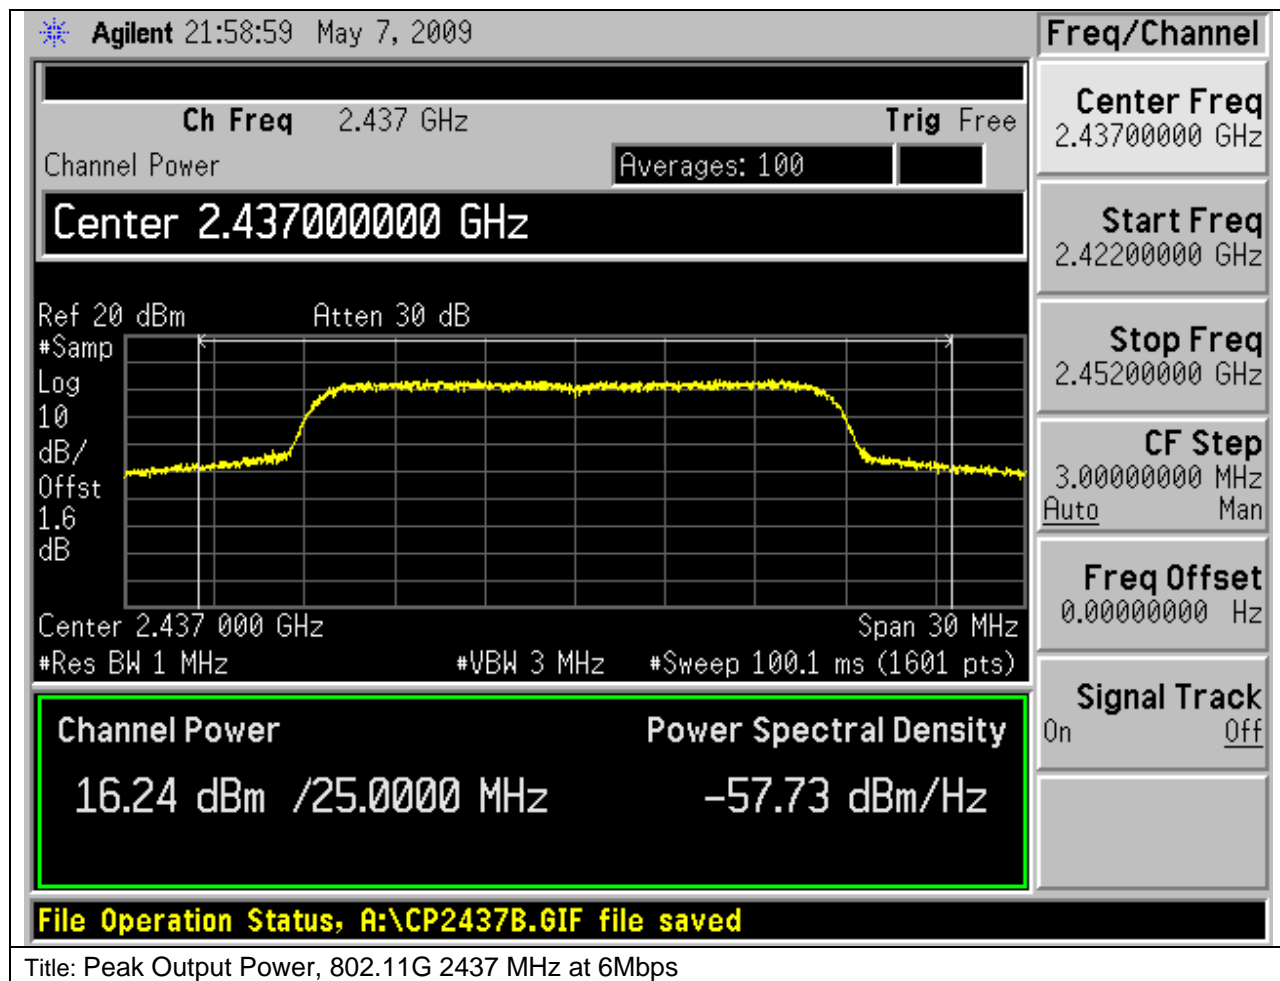 Agilent 21:58:59 May 7, 2009
Freq/Channel
Ch Freq 2.437 GHz Trig Free
Channel Power Averages: 100
Center 2.437000000 GHz
Ref 20 dBm Atten 30 dB
#Samp
Log
10
dB/
Offst
1.6
dB
Center 2.437 000 GHz Span 30 MHz
#Res BW 1 MHz #VBW 3 MHz #Sweep 100.1 ms (1601 pts)
Channel Power Power Spectral Density
16.24 dBm /25.0000 MHz -57.73 dBm/Hz
File Operation Status, A:\CP2437B.GIF file saved
Center Freq
2.43700000 GHz
Start Freq
2.42200000 GHz
Stop Freq
2.45200000 GHz
CF Step
3.00000000 MHz
Auto Man
Freq Offset
0.00000000 Hz
Signal Track
On Off
Title: Peak Output Power, 802.11G 2437 MHz at 6Mbps